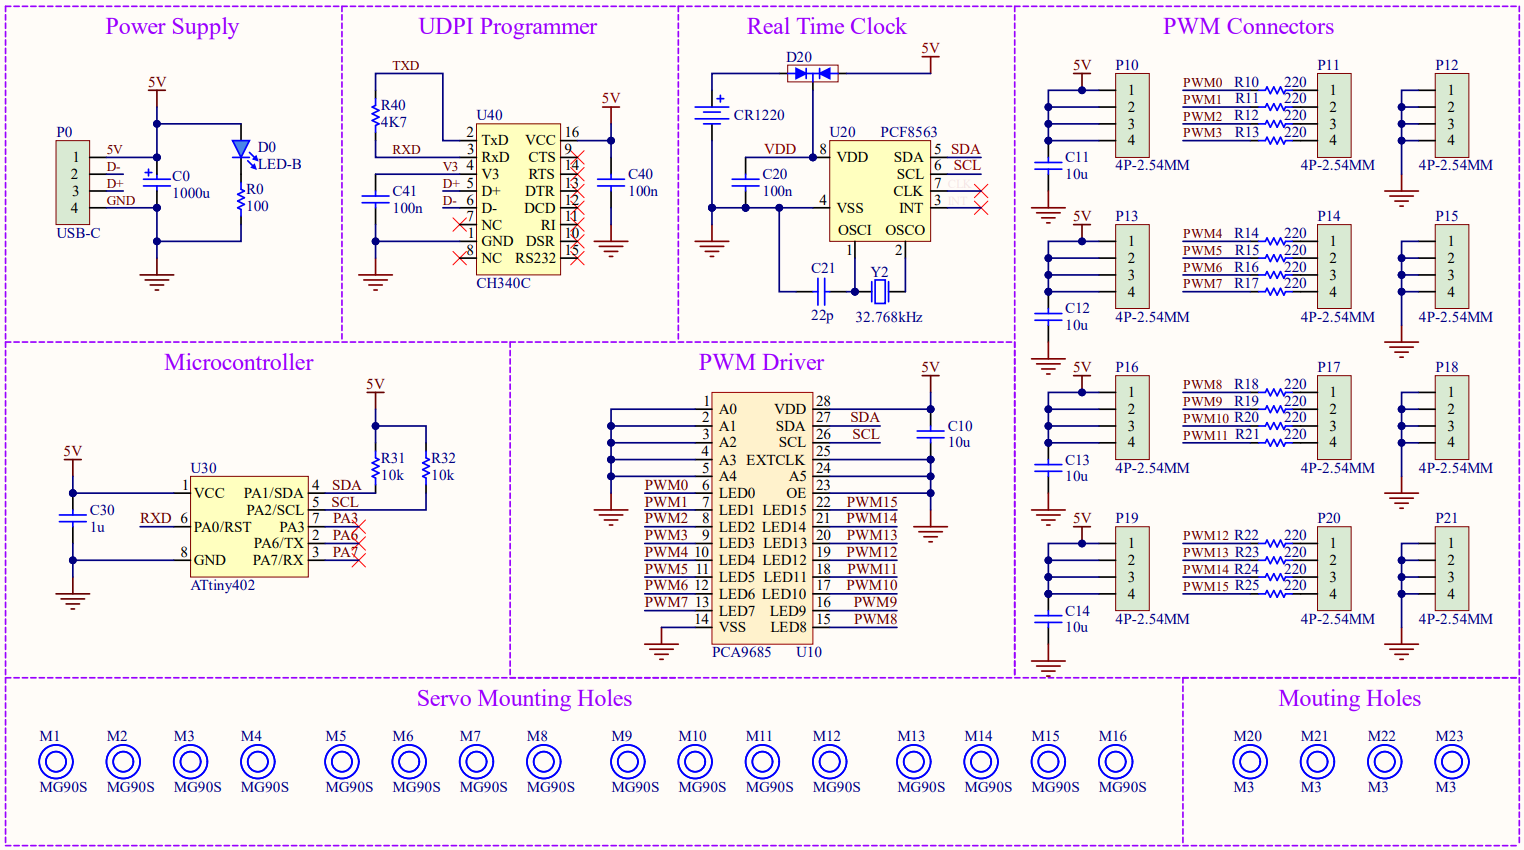 Power Supply
5V
P0
1 5V
2 D-
3 D+
4 GND
USB-C
C0
1000u
D0
LED-B
R0
100
UDPI Programmer
TXD
R40
4K7
RXD
V3
D+
D-
C41
100n
U40
2 TxD VCC 16
3 RxD CTS 9
4 V3 RTS 14
5 D+ DTR 13
6 D- DCD 12
7 NC RI 11
1 GND DSR 10
8 NC RS232 15
CH340C
5V
C40
100n
Real Time Clock
D20
5V
CR1220
U20 PCF8563
VDD 8 VDD SDA 5 SDA
SCL 6 SCL
CLK 7
4 VSS INT 3
OSCI OSCO
1 2
C20
100n
C21
22p
Y2
32.768kHz
PWM Connectors
5V P10 P11 P12
1 PWM0 R10 220 1 1
2 PWM1 R11 220 2 2
3 PWM2 R12 220 3 3
4 PWM3 R13 220 4 4
C11
10u
4P-2.54MM 4P-2.54MM 4P-2.54MM
5V P13 P14 P15
1 PWM4 R14 220 1 1
2 PWM5 R15 220 2 2
3 PWM6 R16 220 3 3
4 PWM7 R17 220 4 4
C12
10u
4P-2.54MM 4P-2.54MM 4P-2.54MM
5V P16 P17 P18
1 PWM8 R18 220 1 1
2 PWM9 R19 220 2 2
3 PWM10 R20 220 3 3
4 PWM11 R21 220 4 4
C13
10u
4P-2.54MM 4P-2.54MM 4P-2.54MM
5V P19 P20 P21
1 PWM12 R22 220 1 1
2 PWM13 R23 220 2 2
3 PWM14 R24 220 3 3
4 PWM15 R25 220 4 4
C14
10u
4P-2.54MM 4P-2.54MM 4P-2.54MM
Microcontroller
5V
5V
R31
10k
R32
10k
C30
1u
U30
1 VCC PA1/SDA 4 SDA
PA2/SCL 5 SCL
RXD 6 PA0/RST PA3 7 PA3
PA6/TX 2 PA6
8 GND PA7/RX 3 PA7
ATtiny402
PWM Driver
5V
1 A0 VDD 28
2 A1 SDA 27 SDA
3 A2 SCL 26 SCL
4 A3 EXTCLK 25
5 A4 A5 24
PWM0 6 LED0 OE 23
PWM1 7 LED1 LED15 22 PWM15
PWM2 8 LED2 LED14 21 PWM14
PWM3 9 LED3 LED13 20 PWM13
PWM4 10 LED4 LED12 19 PWM12
PWM5 11 LED5 LED11 18 PWM11
PWM6 12 LED6 LED10 17 PWM10
PWM7 13 LED7 LED9 16 PWM9
14 VSS LED8 15 PWM8
PCA9685 U10
C10
10u
Servo Mounting Holes
M1 M2 M3 M4 M5 M6 M7 M8 M9 M10 M11 M12 M13 M14 M15 M16
MG90S MG90S MG90S MG90S MG90S MG90S MG90S MG90S MG90S MG90S MG90S MG90S MG90S MG90S MG90S MG90S
Mouting Holes
M20 M21 M22 M23
M3 M3 M3 M3